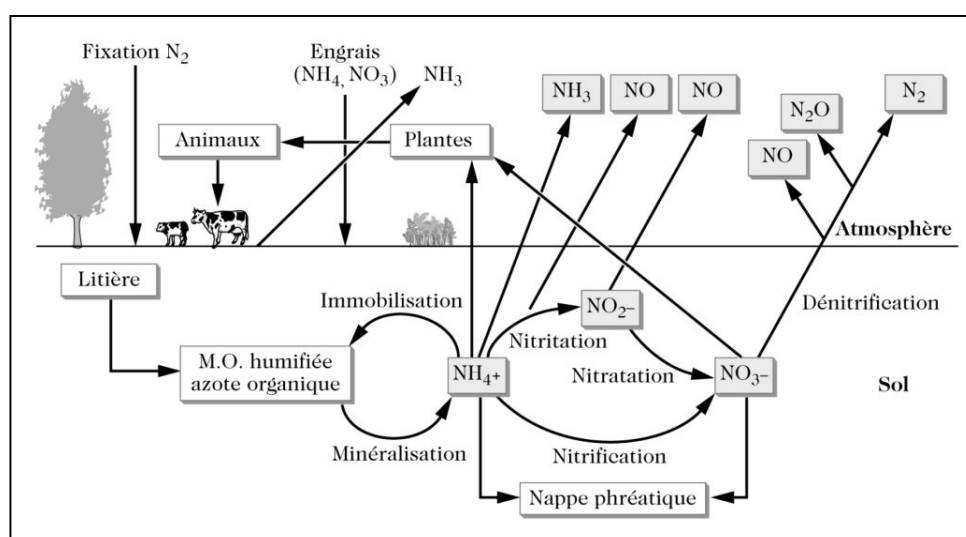 Fixation N₂
Engrais
(NH₄, NO₃)
NH₃
NH₃
NO
NO
N₂O
N₂
NO
Animaux
Plantes
Atmosphère
Litière
Immobilisation
NO₂–
Nitritation
Dénitrification
M.O. humifiée
azote organique
NH₄+
Nitratation
NO₃–
Sol
Minéralisation
Nitrification
Nappe phréatique